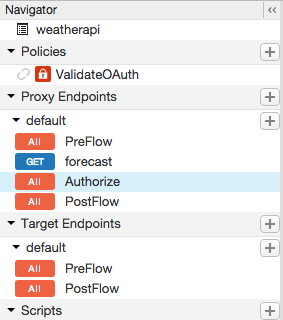 Navigator
weatherapi
Policies
ValidateOAuth
Proxy Endpoints
default
All PreFlow
GET forecast
All Authorize
All PostFlow
Target Endpoints
default
All PreFlow
All PostFlow
Scripts